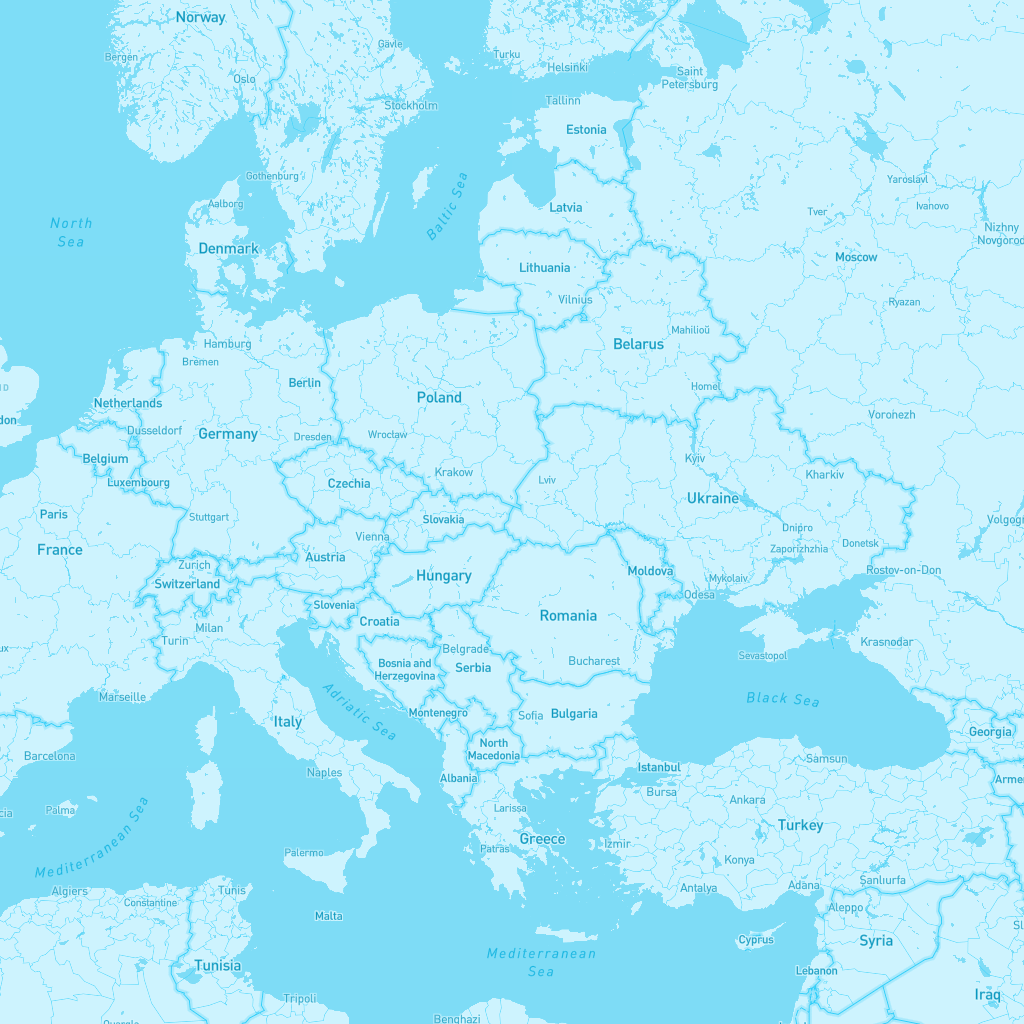 Norway
Gävle
Turku
Bergen
Helsinki
Saint
Petersburg
Oslo
Tallinn
Stockholm
Estonia
Gothenburg
Yaroslavl
Baltic Sea
Aalborg
Latvia
Tver
Ivanovo
North
Sea
Nizhny
Novgorod
Denmark
Moscow
Lithuania
Vilnius
Ryazan
Mahilioŭ
Hamburg
Belarus
Bremen
Berlin
Homel
Poland
Netherlands
Voronezh
Dusseldorf
Germany
Dresden
Wrocław
Belgium
Kyiv
Krakow
Kharkiv
Luxembourg
Czechia
Lviv
Ukraine
Paris
Stuttgart
Slovakia
Volgogr
Dnipro
Vienna
France
Austria
Zaporizhzhia
Donetsk
Zurich
Hungary
Moldova
Rostov-on-Don
Switzerland
Mykolaiv
Odesa
Slovenia
Romania
Croatia
Milan
Turin
Krasnodar
Belgrade
Sevastopol
Bosnia and
Herzegovina
Serbia
Bucharest
Marseille
Black Sea
Adriatic Sea
Montenegro
Sofia
Bulgaria
Italy
Georgia
North
Macedonia
Barcelona
Samsun
Istanbul
Naples
Albania
Armen
Bursa
Ankara
Palma
Larissa
Mediterranean Sea
Turkey
Greece
Izmir
Patras
Palermo
Konya
Algiers
Tunis
Antalya
Adana
Şanlıurfa
Constantine
Aleppo
Malta
Cyprus
Syria
Mediterranean
Sea
Tunisia
Lebanon
Iraq
Tripoli
Benghazi